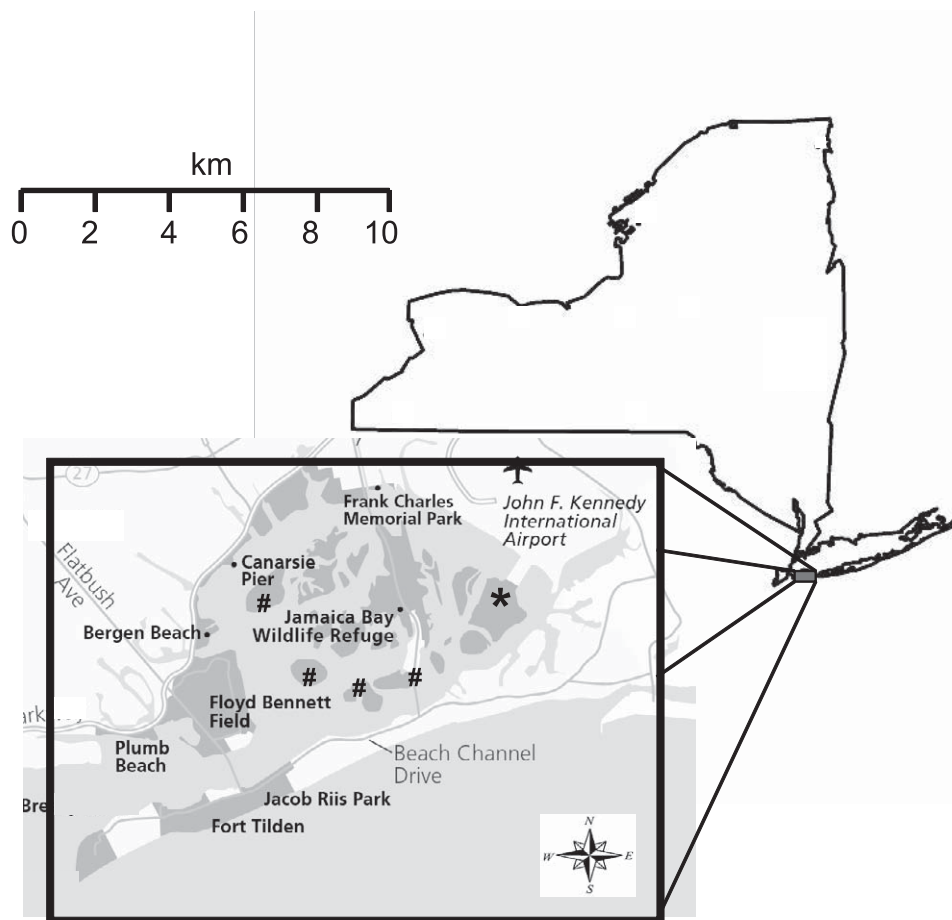 km
0 2 4 6 8 10
27
Frank Charles
Memorial Park
John F. Kennedy
International
Airport
Flatbush
Ave
Canarsie
Pier
#
*
Jamaica Bay
Wildlife Refuge
Bergen Beach
# # #
Floyd Bennett
Field
ark
Plumb
Beach
Beach Channel
Drive
Bre
Jacob Riis Park
Fort Tilden
N
W E
S